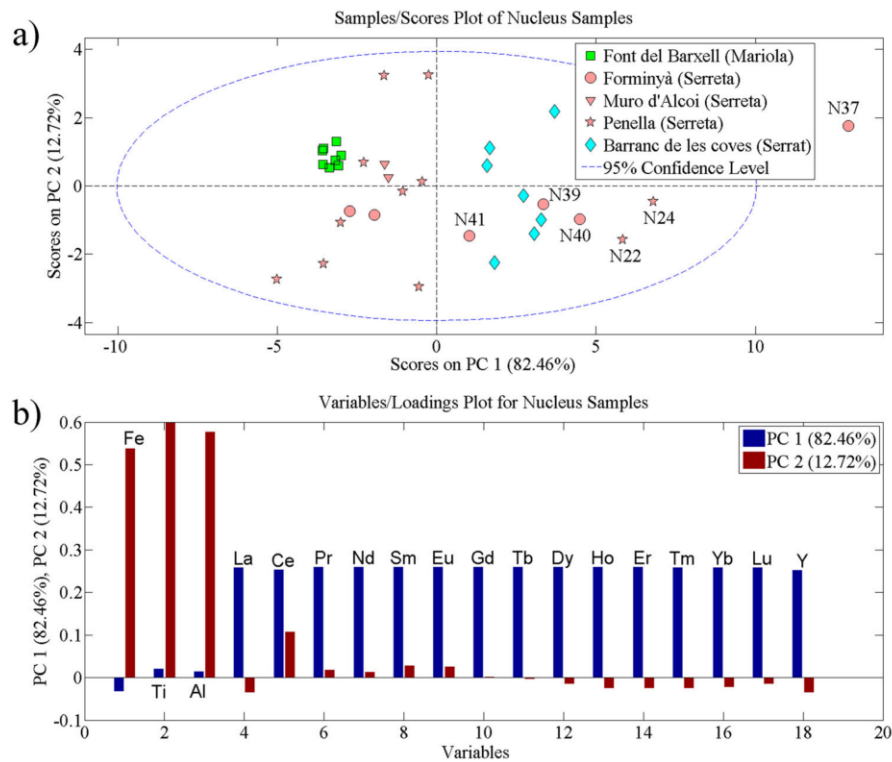 a)
Samples/Scores Plot of Nucleus Samples
Scores on PC 2 (12.72%)
4
2
0
-2
-4
Font del Barxell (Mariola)
Forminyà (Serreta)
Muro d'Alcoi (Serreta)
Penella (Serreta)
Barranc de les coves (Serrat)
95% Confidence Level
N37
N39
N24
N41
N40
N22
-10 -5 0 5 10
Scores on PC 1 (82.46%)
b)
Variables/Loadings Plot for Nucleus Samples
PC 1 (82.46%), PC 2 (12.72%)
0.6
0.5
0.4
0.3
0.2
0.1
0
-0.1
PC 1 (82.46%)
PC 2 (12.72%)
Fe
La Ce Pr Nd Sm Eu Gd Tb Dy Ho Er Tm Yb Lu Y
Ti Al
0 2 4 6 8 10 12 14 16 18 20
Variables